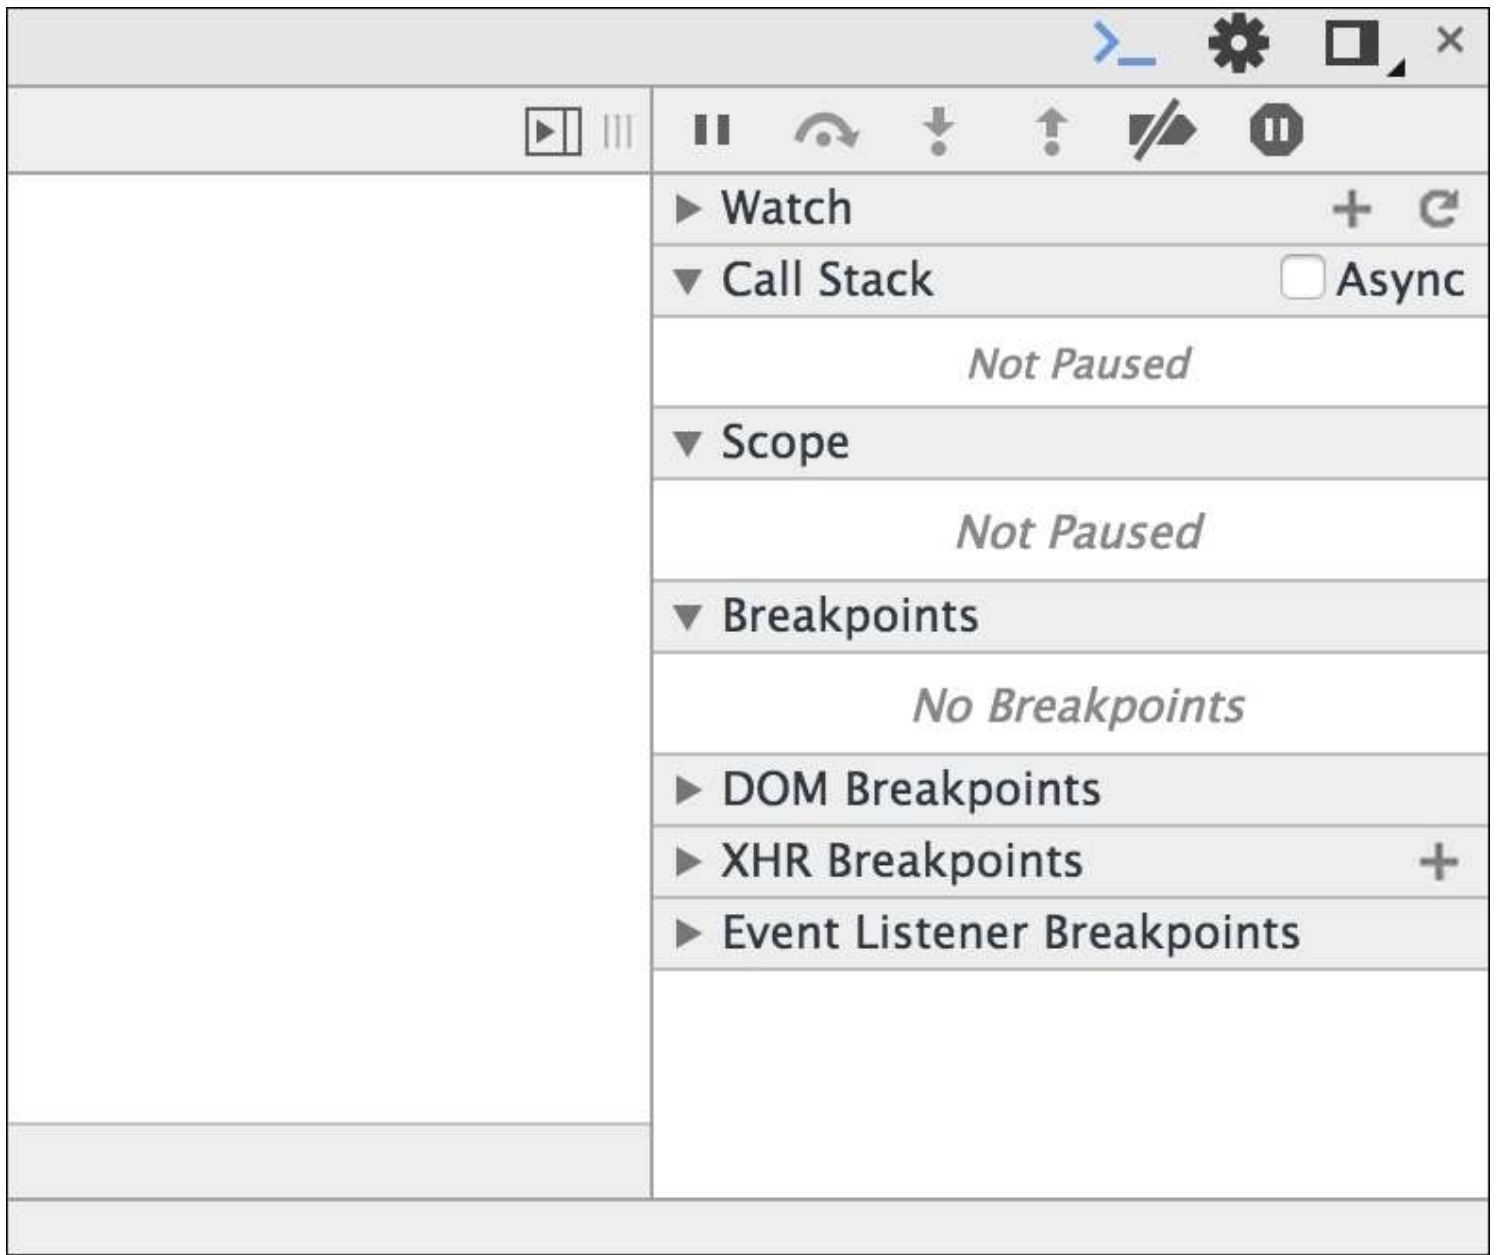 Watch
Call Stack Async
Not Paused
Scope
Not Paused
Breakpoints
No Breakpoints
DOM Breakpoints
XHR Breakpoints
Event Listener Breakpoints